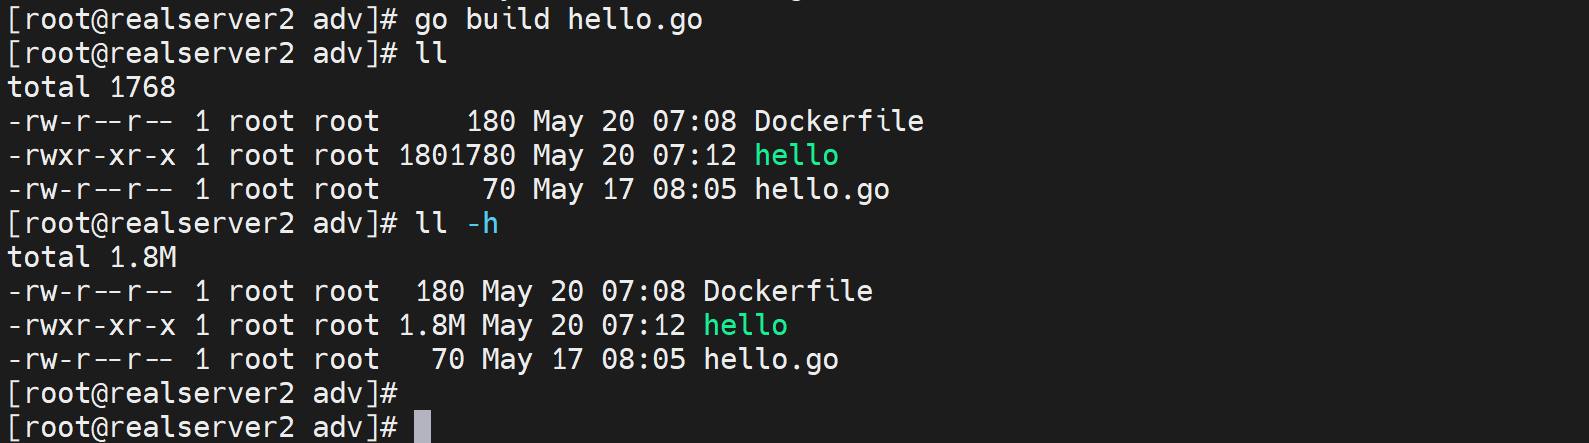 [root@realserver2 adv]# go build hello.go
[root@realserver2 adv]# ll
total 1768
-rw-r--r-- 1 root root     180 May 20 07:08 Dockerfile
-rwxr-xr-x 1 root root 1801780 May 20 07:12 hello
-rw-r--r-- 1 root root      70 May 17 08:05 hello.go
[root@realserver2 adv]# ll -h
total 1.8M
-rw-r--r-- 1 root root  180 May 20 07:08 Dockerfile
-rwxr-xr-x 1 root root 1.8M May 20 07:12 hello
-rw-r--r-- 1 root root   70 May 17 08:05 hello.go
[root@realserver2 adv]#
[root@realserver2 adv]#